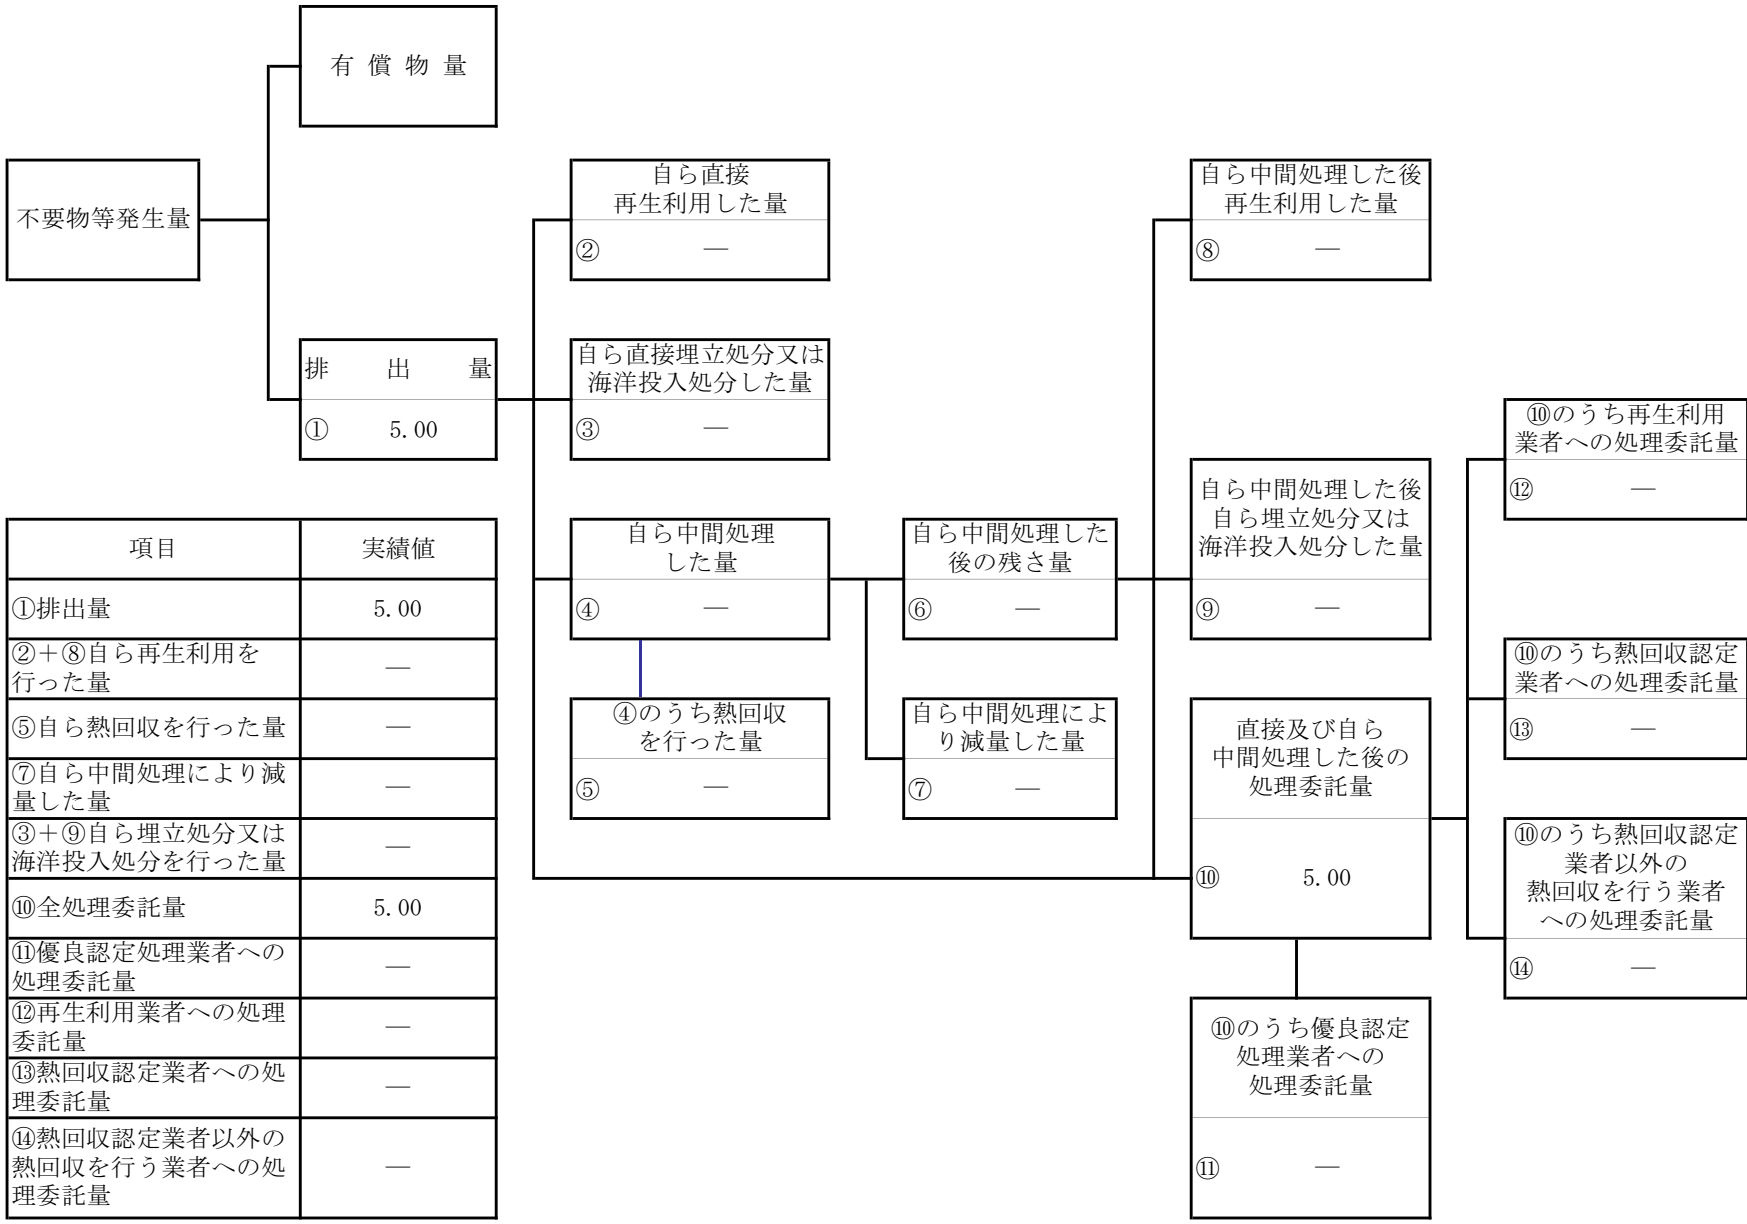 有償物量
不要物等発生量
排出量
① 5.00
自ら直接
再生利用した量
② ―
自ら直接埋立処分又は
海洋投入処分した量
③ ―
自ら中間処理
した量
④ ―
④のうち熱回収
を行った量
⑤ ―
自ら中間処理した
後の残さ量
⑥ ―
自ら中間処理によ
り減量した量
⑦ ―
自ら中間処理した後
再生利用した量
⑧ ―
自ら中間処理した後
自ら埋立処分又は
海洋投入処分した量
⑨ ―
直接及び自ら
中間処理した後の
処理委託量
⑩ 5.00
⑩のうち優良認定
処理業者への
処理委託量
⑪ ―
⑩のうち再生利用
業者への処理委託量
⑫ ―
⑩のうち熱回収認定
業者への処理委託量
⑬ ―
⑩のうち熱回収認定
業者以外の
熱回収を行う業者
への処理委託量
⑭ ―
項目 実績値
①排出量 5.00
②＋⑧自ら再生利用を
行った量 ―
⑤自ら熱回収を行った量 ―
⑦自ら中間処理により減
量した量 ―
③＋⑨自ら埋立処分又は
海洋投入処分を行った量 ―
⑩全処理委託量 5.00
⑪優良認定処理業者への
処理委託量 ―
⑫再生利用業者への処理
委託量 ―
⑬熱回収認定業者への処
理委託量 ―
⑭熱回収認定業者以外の
熱回収を行う業者への処
理委託量 ―